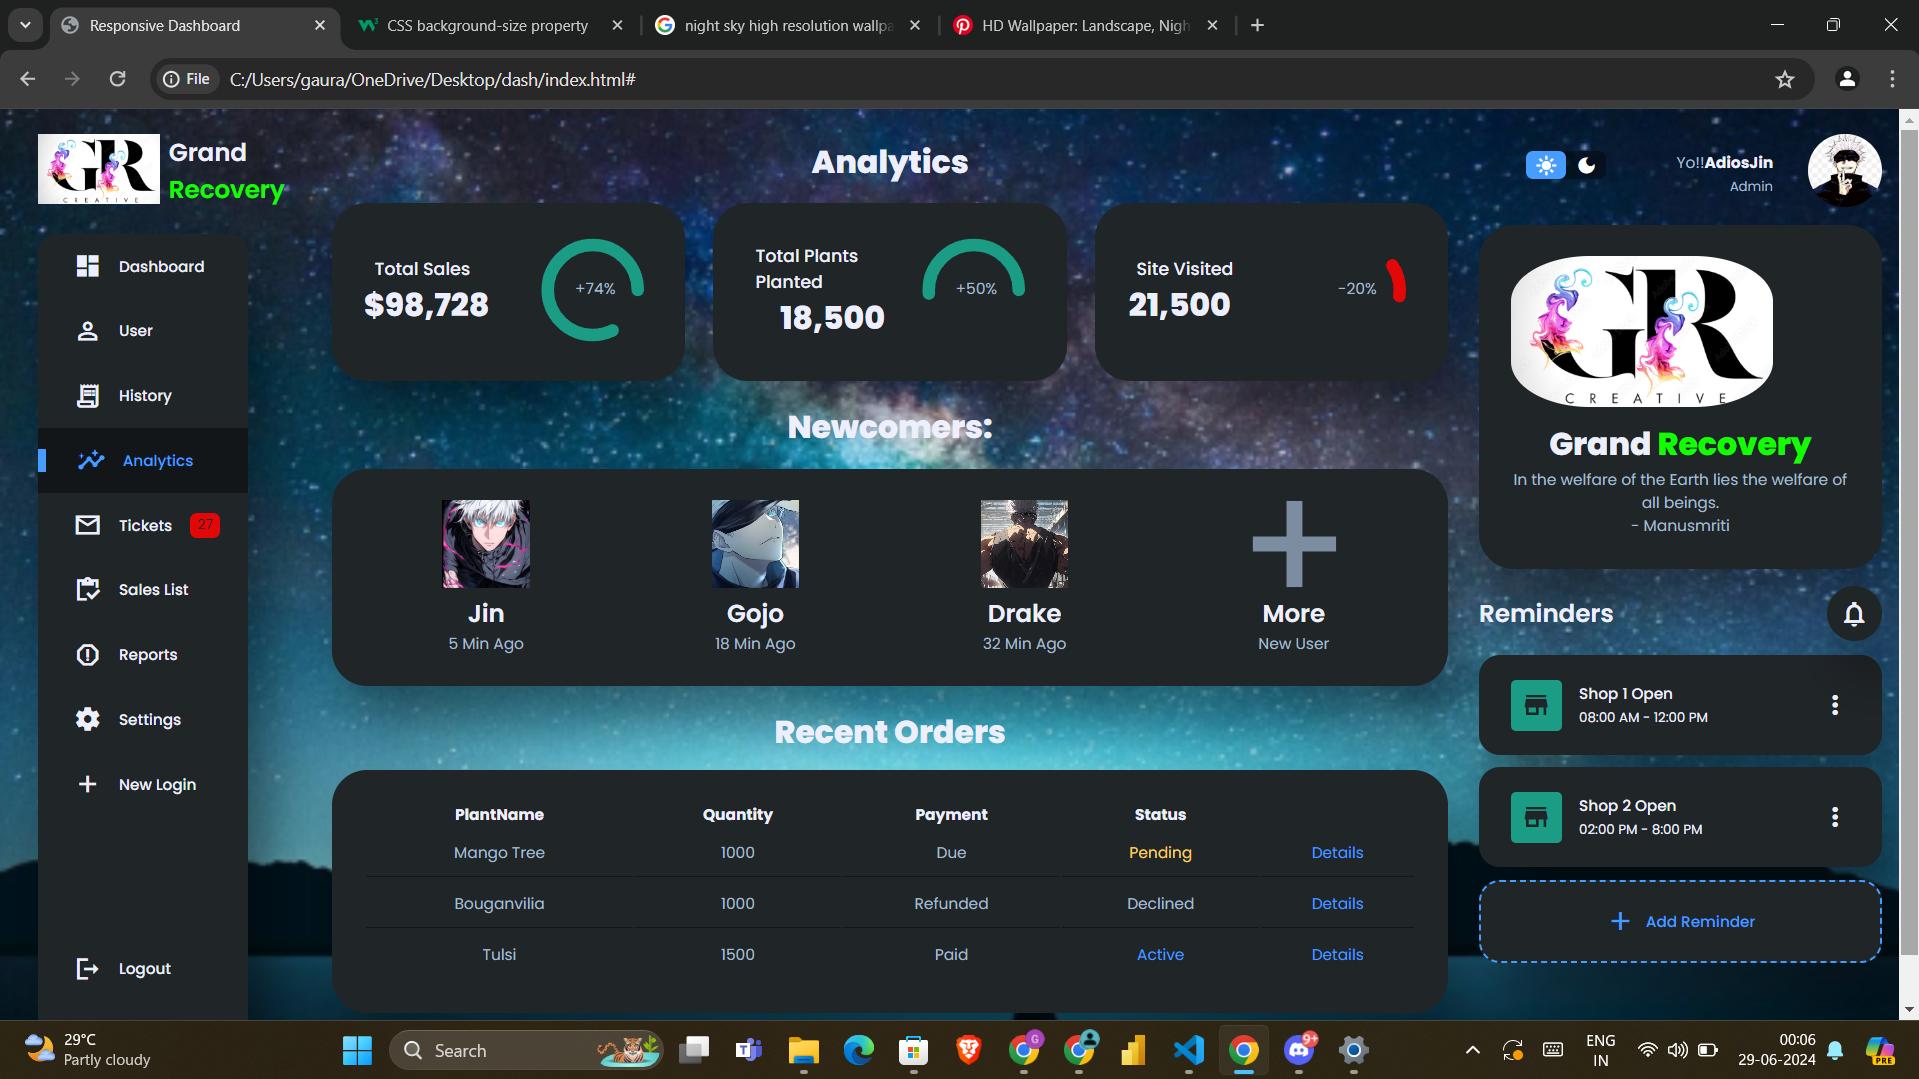 Responsive Dashboard
CSS background-size property
night sky high resolution wallpa
HD Wallpaper: Landscape, Nigh
File
C:/Users/gaura/OneDrive/Desktop/dash/index.html#
GR
CREATIVE
Grand
Recovery
Dashboard
User
History
Analytics
Tickets 27
Sales List
Reports
Settings
New Login
Logout
Analytics
Total Sales
$98,728
+74%
Total Plants
Planted
18,500
+50%
Site Visited
21,500
-20%
Newcomers:
Jin
5 Min Ago
Gojo
18 Min Ago
Drake
32 Min Ago
More
New User
Recent Orders
PlantName Quantity Payment Status
Mango Tree 1000 Due Pending Details
Bouganvilia 1000 Refunded Declined Details
Tulsi 1500 Paid Active Details
Yo!!AdiosJin
Admin
GR
CREATIVE
Grand Recovery
In the welfare of the Earth lies the welfare of
all beings.
- Manusmriti
Reminders
Shop 1 Open
08:00 AM - 12:00 PM
Shop 2 Open
02:00 PM - 8:00 PM
Add Reminder
29°C
Partly cloudy
Search
G
9+
ENG
IN
00:06
29-06-2024
PRE